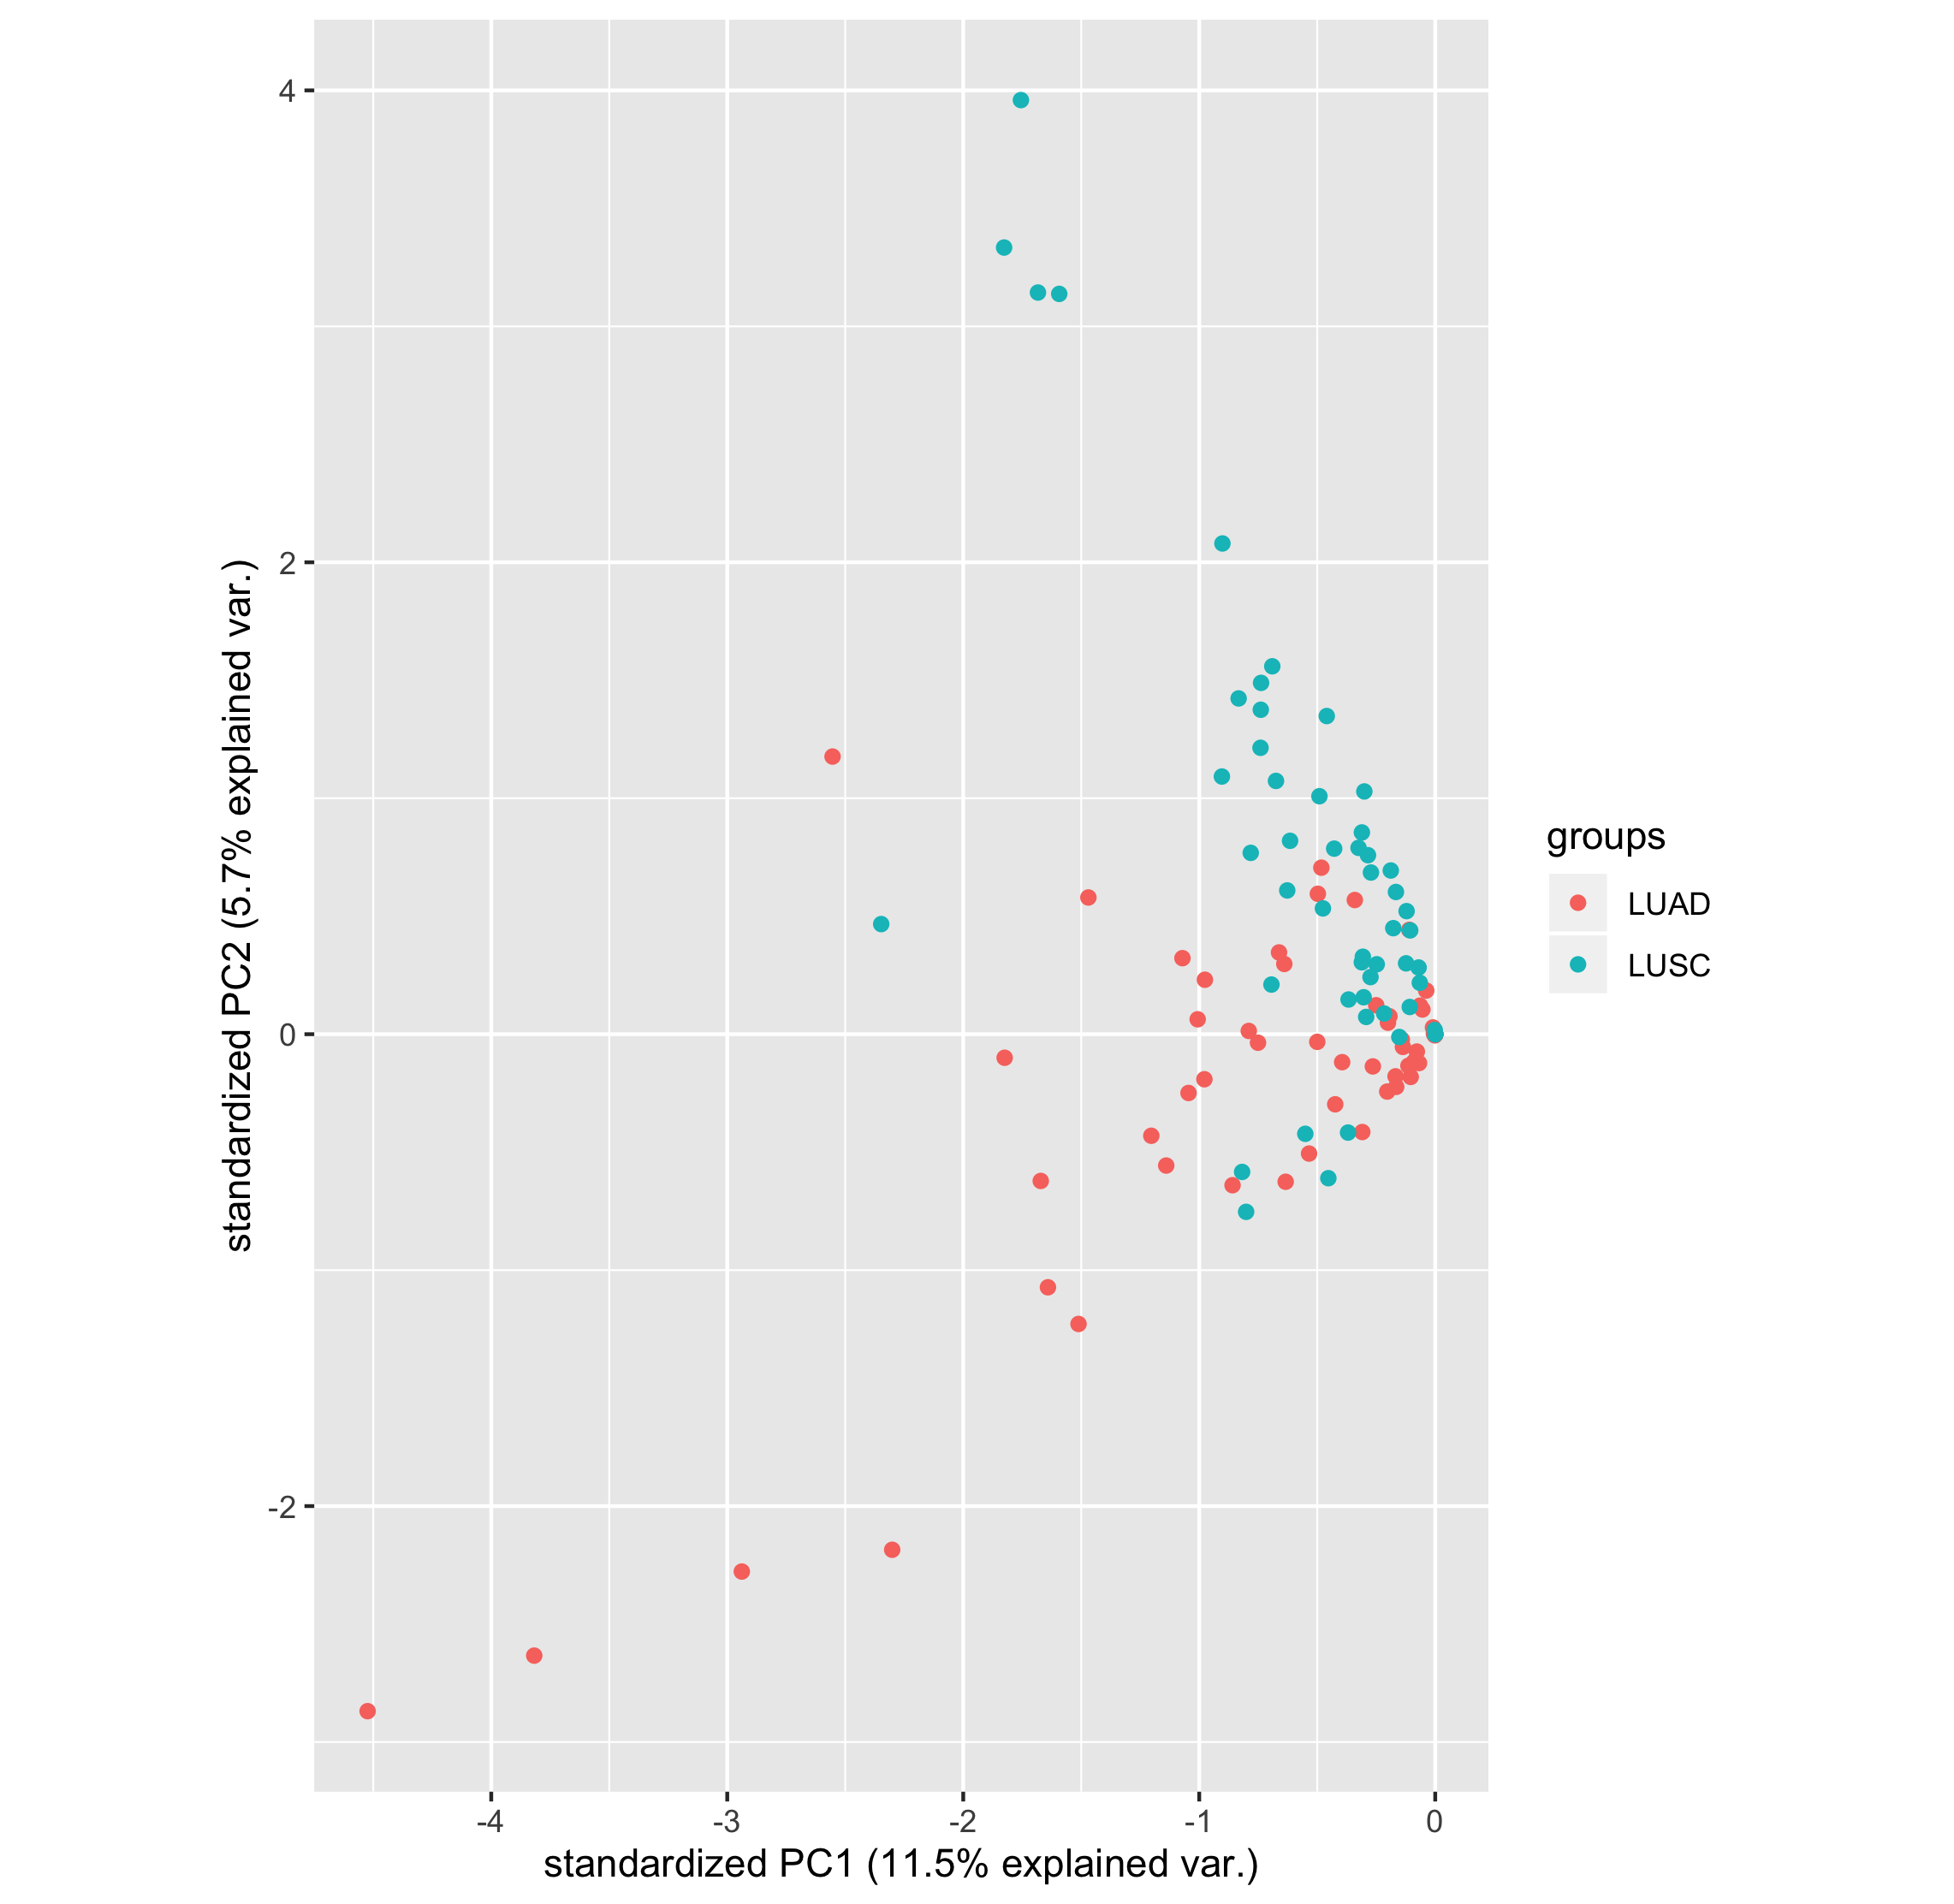 4
2
0
-2
standardized PC2 (5.7% explained var.)
-4 -3 -2 -1 0
standardized PC1 (11.5% explained var.)
groups
LUAD
LUSC